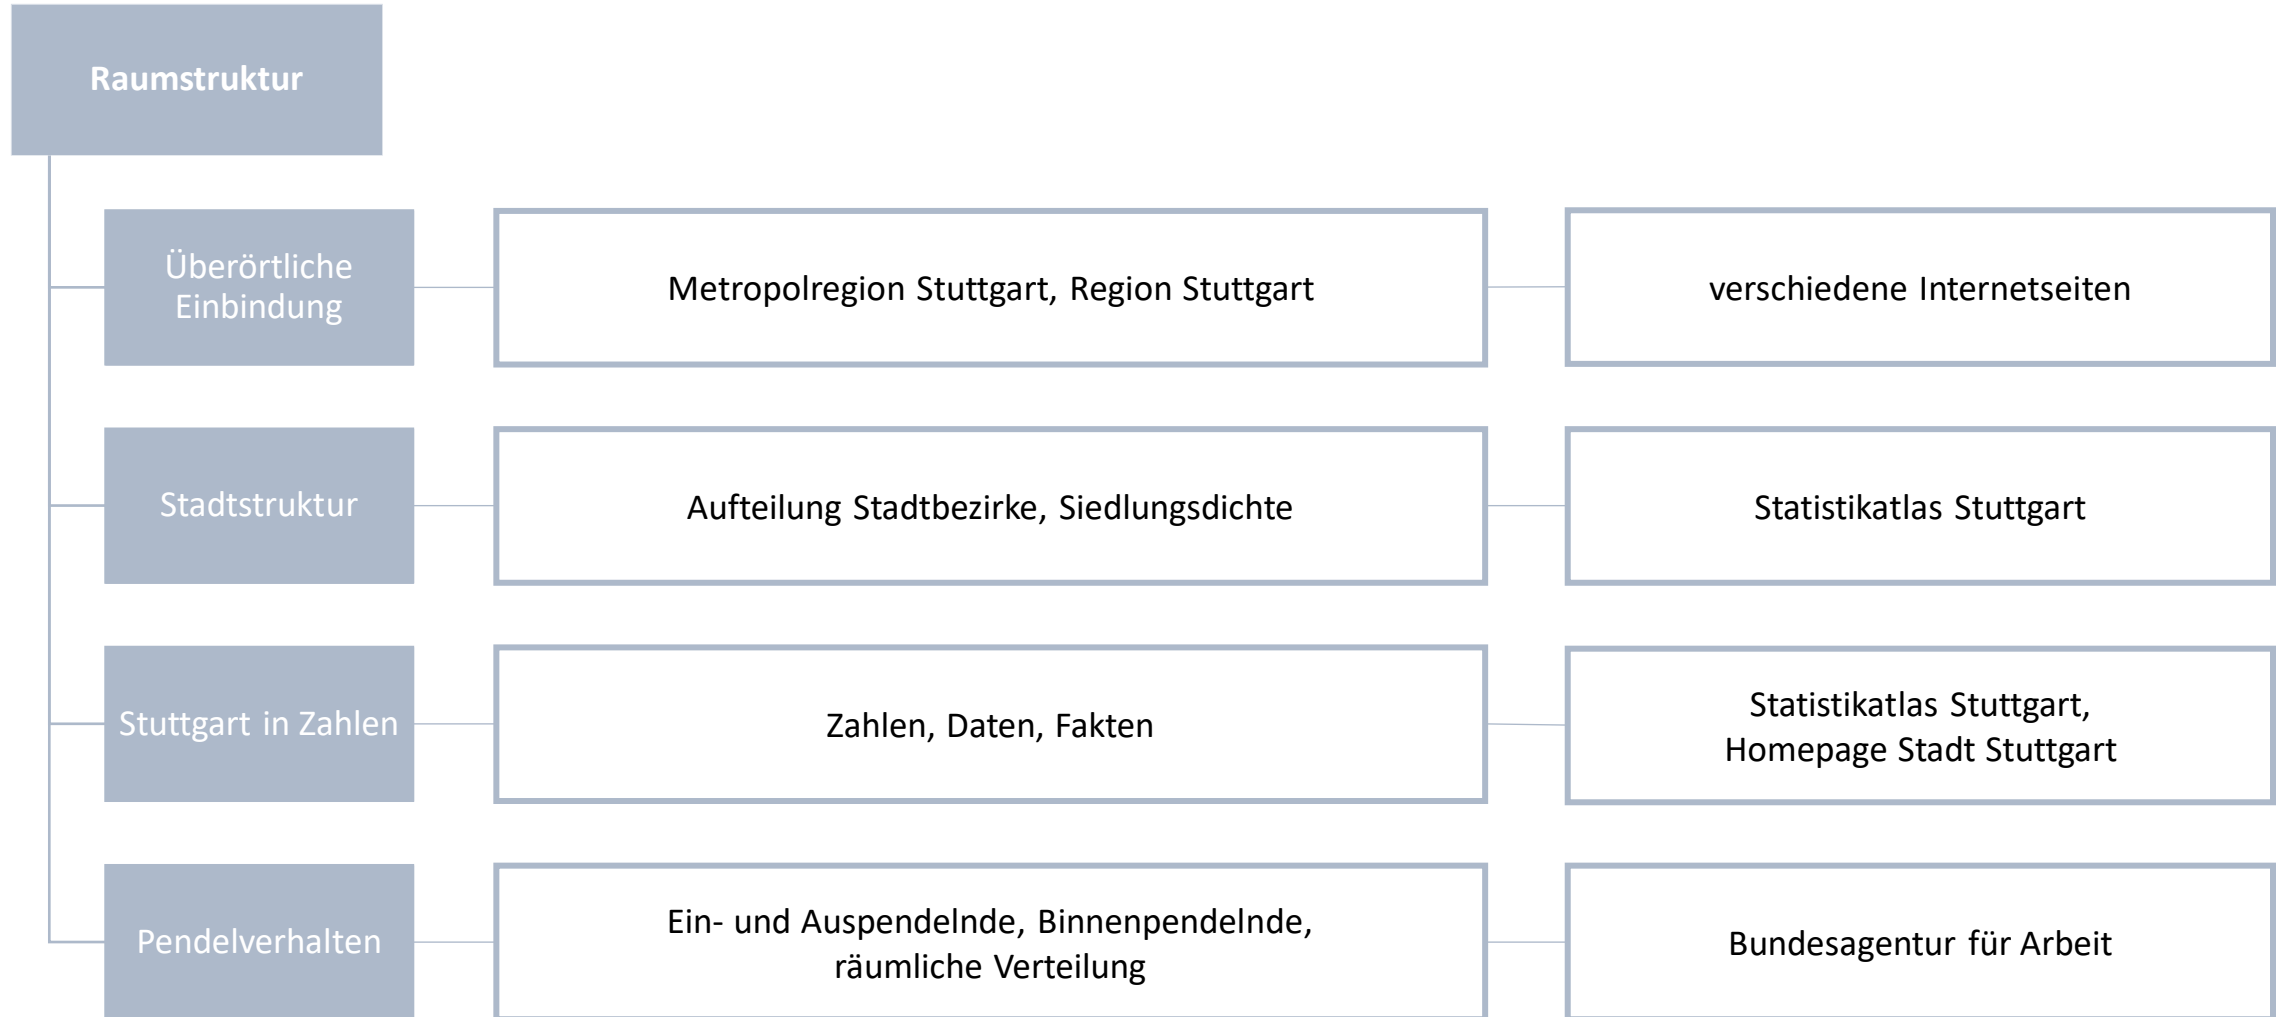 Raumstruktur
Überörtliche
Einbindung
Metropolregion Stuttgart, Region Stuttgart
verschiedene Internetseiten
Stadtstruktur
Aufteilung Stadtbezirke, Siedlungsdichte
Statistikatlas Stuttgart
Stuttgart in Zahlen
Zahlen, Daten, Fakten
Statistikatlas Stuttgart,
Homepage Stadt Stuttgart
Pendelverhalten
Ein- und Auspendelnde, Binnenpendelnde,
räumliche Verteilung
Bundesagentur für Arbeit